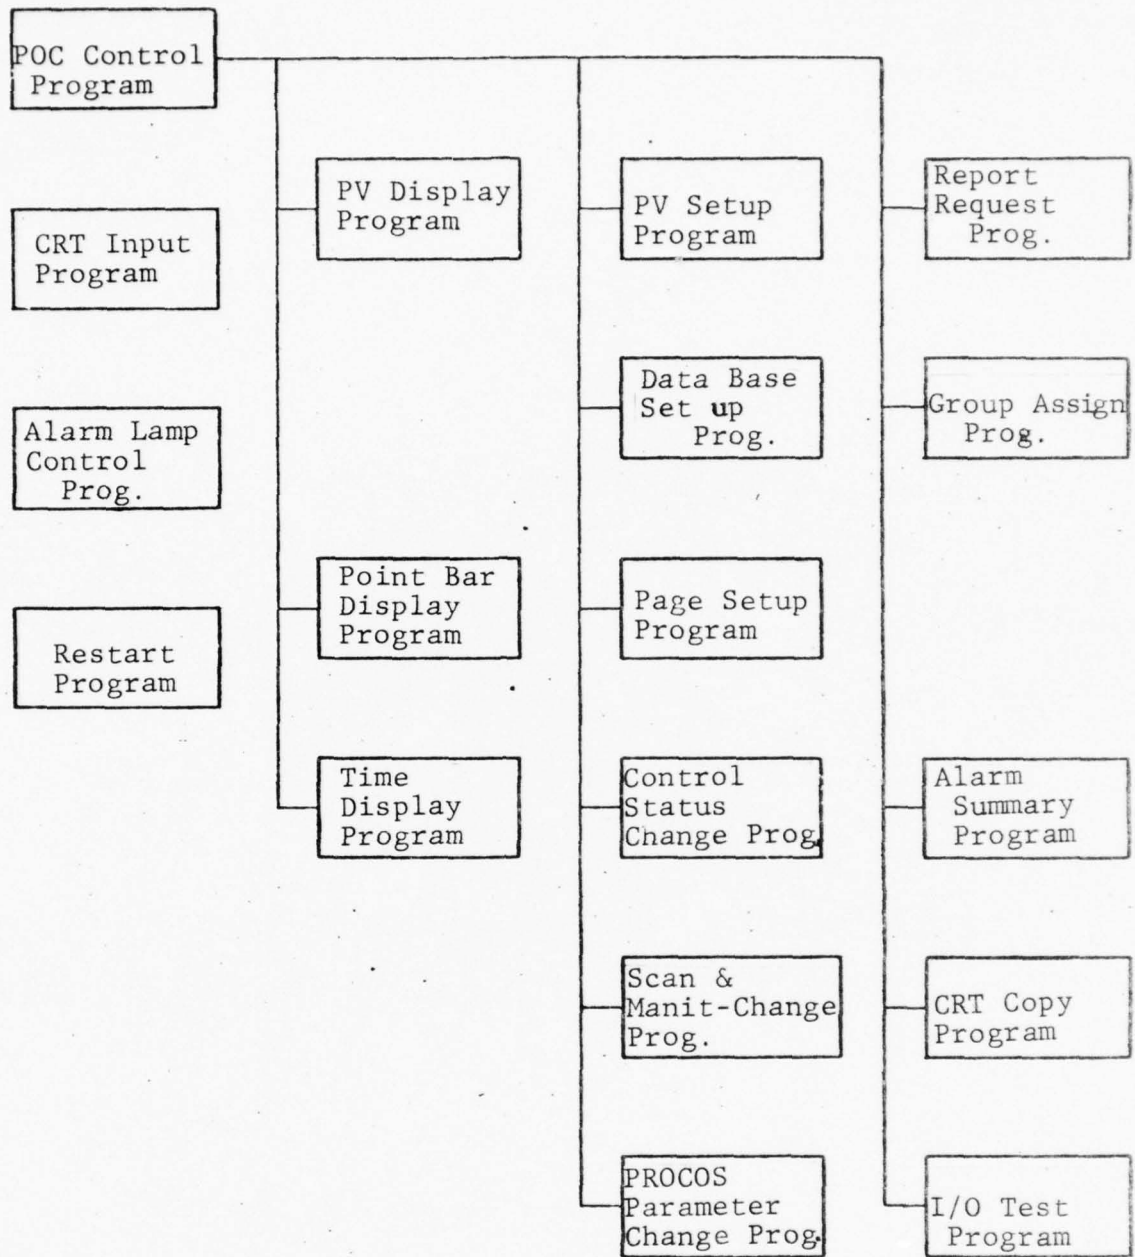 POC Control
Program
CRT Input
Program
Alarm Lamp
Control
Prog.
Restart
Program
PV Display
Program
Point Bar
Display
Program
Time
Display
Program
PV Setup
Program
Data Base
Set up
Prog.
Page Setup
Program
Control
Status
Change Prog.
Scan &
Manit-Change
Prog.
PROCOS
Parameter
Change Prog.
Report
Request
Prog.
Group Assign
Prog.
Alarm
Summary
Program
CRT Copy
Program
I/O Test
Program